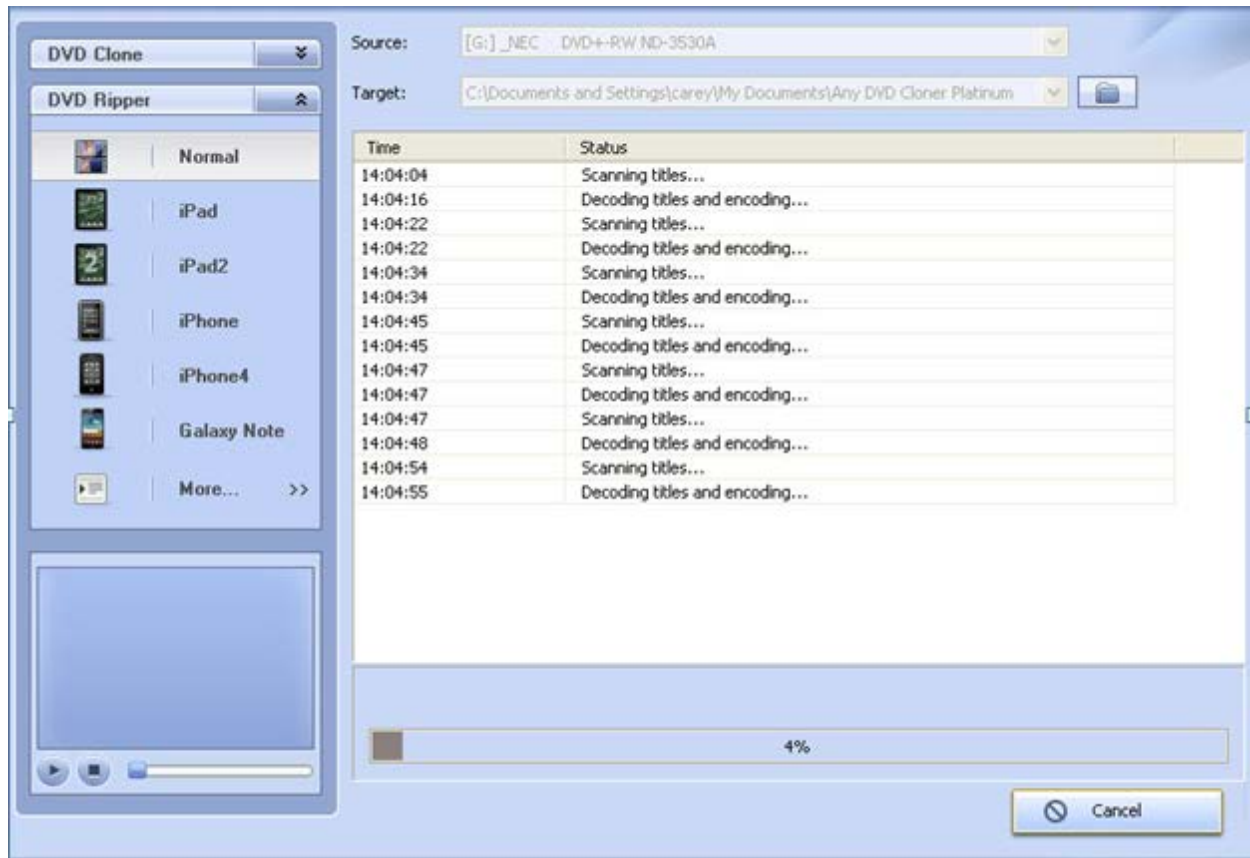 DVD Clone
DVD Ripper
Normal
iPad
iPad2
iPhone
iPhone4
Galaxy Note
More... >>
Source: [G:] _NEC DVD+-RW ND-3530A
Target: C:\Documents and Settings\carey\My Documents\Any DVD Cloner Platinum
Time Status
14:04:04 Scanning titles...
14:04:16 Decoding titles and encoding...
14:04:22 Scanning titles...
14:04:22 Decoding titles and encoding...
14:04:34 Scanning titles...
14:04:34 Decoding titles and encoding...
14:04:45 Scanning titles...
14:04:45 Decoding titles and encoding...
14:04:47 Scanning titles...
14:04:47 Decoding titles and encoding...
14:04:47 Scanning titles...
14:04:48 Decoding titles and encoding...
14:04:54 Scanning titles...
14:04:55 Decoding titles and encoding...
4%
Cancel